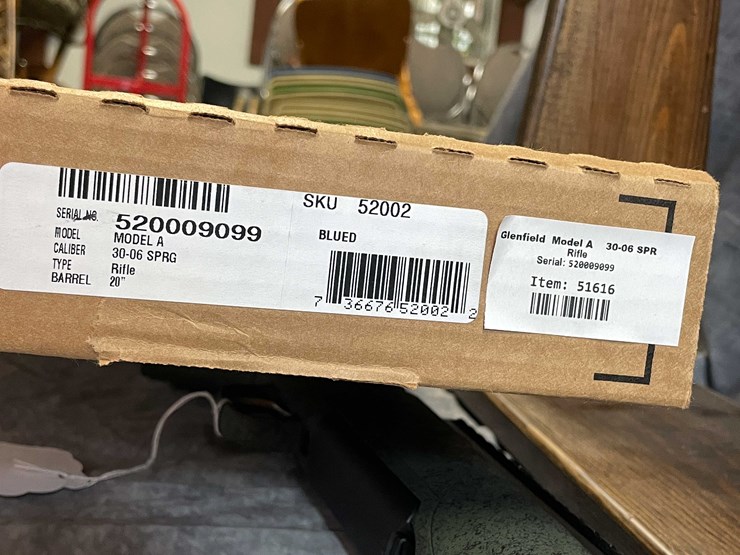 SERIAL NO. 520009099
MODEL MODEL A
CALIBER 30-06 SPRG
TYPE Rifle
BARREL 20"
SKU 52002
BLUED
7 36676 52002 2
Glenfield Model A 30-06 SPR
Rifle
Serial: 520009099
Item: 51616